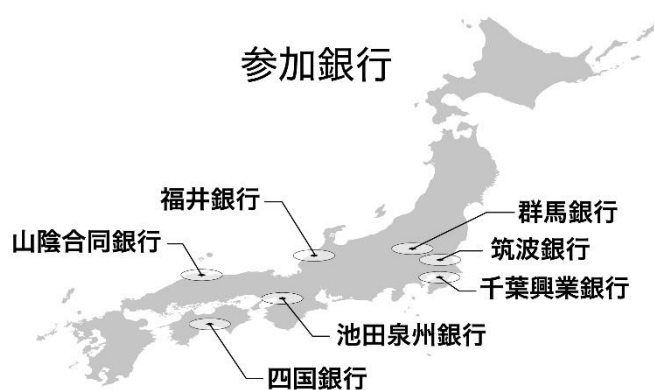 参加銀行
福井銀行
群馬銀行
山陰合同銀行
筑波銀行
千葉興業銀行
池田泉州銀行
四国銀行